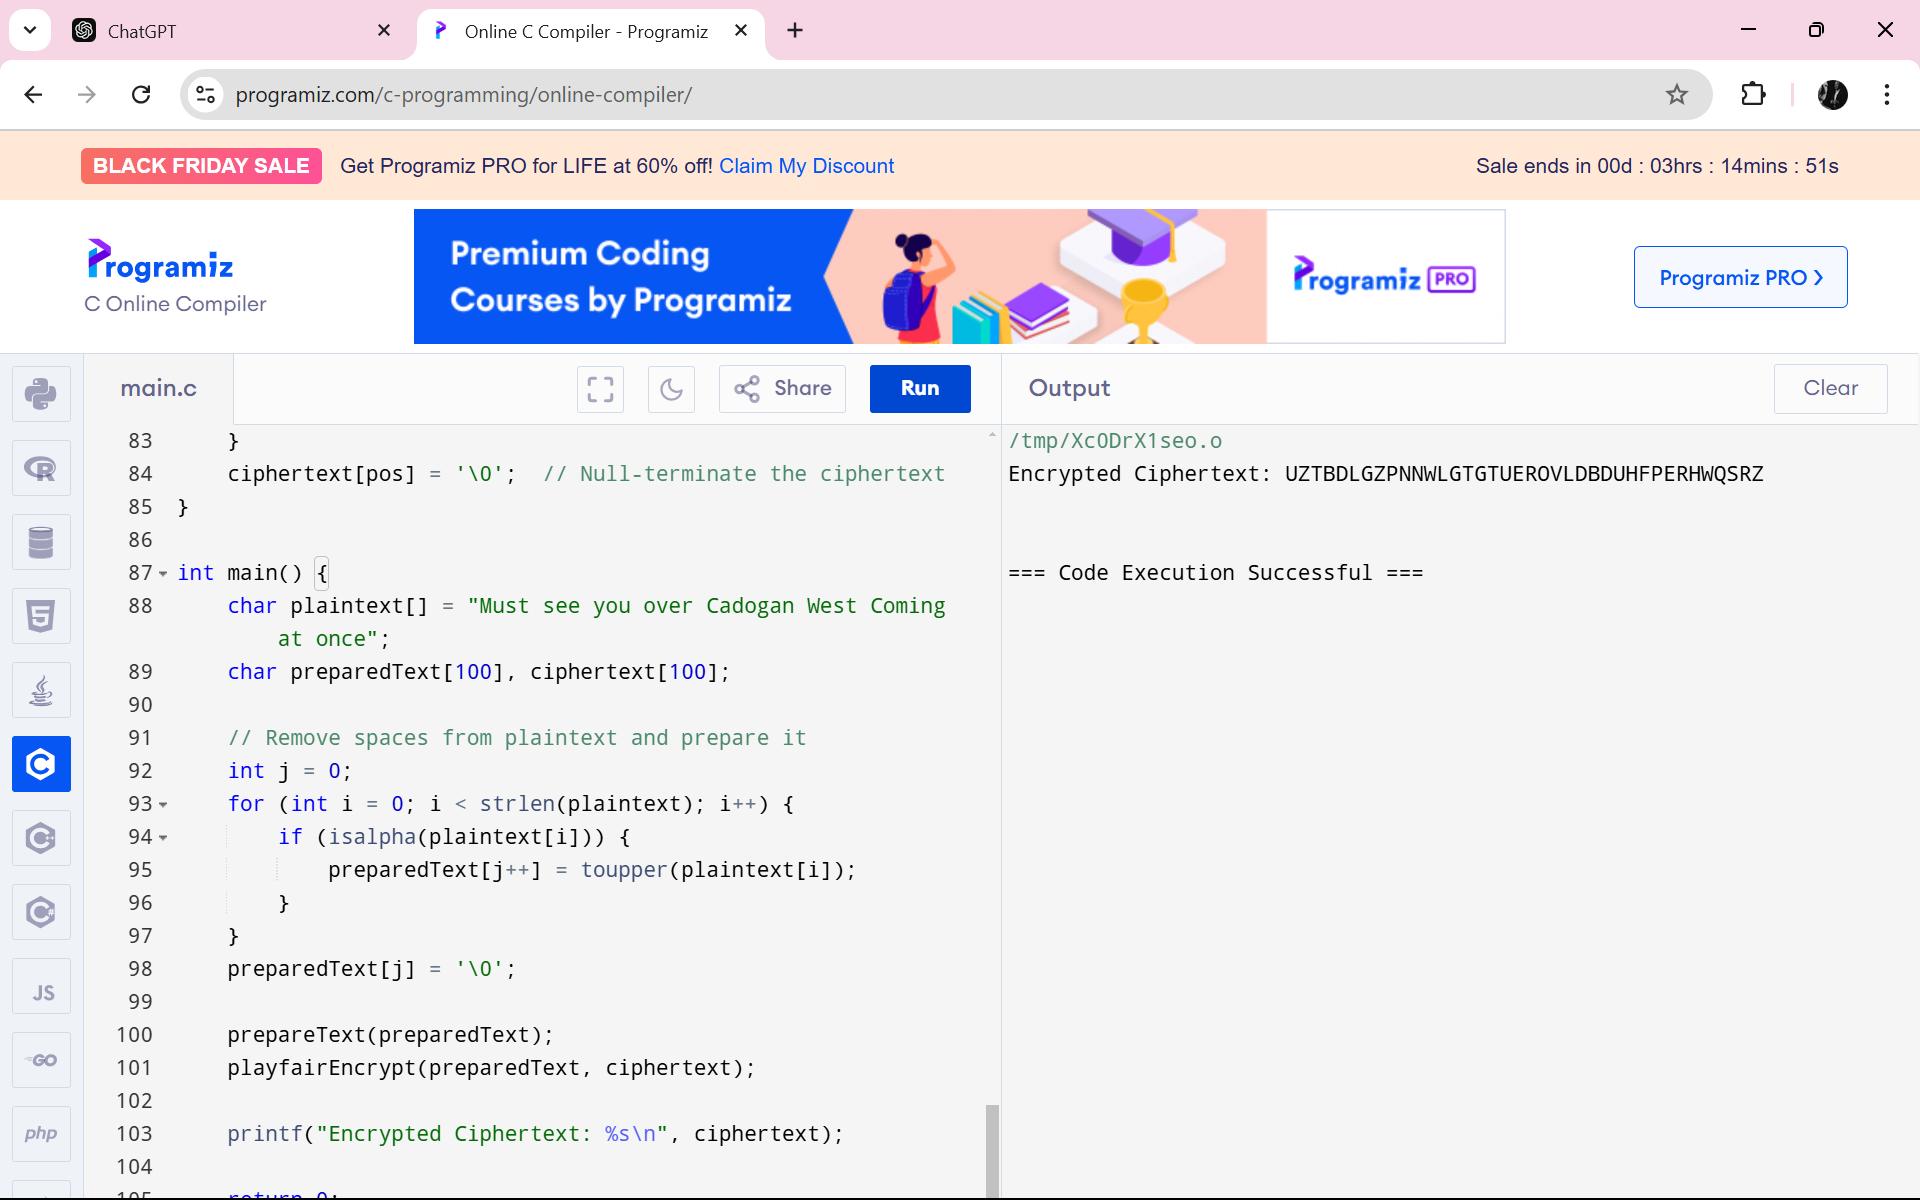 ChatGPT
Online C Compiler - Programiz
programiz.com/c-programming/online-compiler/
BLACK FRIDAY SALE Get Programiz PRO for LIFE at 60% off! Claim My Discount
Sale ends in 00d : 03hrs : 14mins : 51s
Programiz
C Online Compiler
Premium Coding
Courses by Programiz
Programiz PRO
Programiz PRO
main.c
Share
Run
Output
Clear
83 }
84 ciphertext[pos] = '\0'; // Null-terminate the ciphertext
85 }
86
87 int main() {
88 char plaintext[] = "Must see you over Cadogan West Coming
at once";
89 char preparedText[100], ciphertext[100];
90
91 // Remove spaces from plaintext and prepare it
92 int j = 0;
93 for (int i = 0; i < strlen(plaintext); i++) {
94 if (isalpha(plaintext[i])) {
95 preparedText[j++] = toupper(plaintext[i]);
96 }
97 }
98 preparedText[j] = '\0';
99
100 prepareText(preparedText);
101 playfairEncrypt(preparedText, ciphertext);
102
103 printf("Encrypted Ciphertext: %s\n", ciphertext);
104
105 return 0;
/tmp/XcODrX1seo.o
Encrypted Ciphertext: UZTBDLGZPNNWLGTGTUEROVLDBDUHFPERHWQSRZ
=== Code Execution Successful ===
JS
GO
php